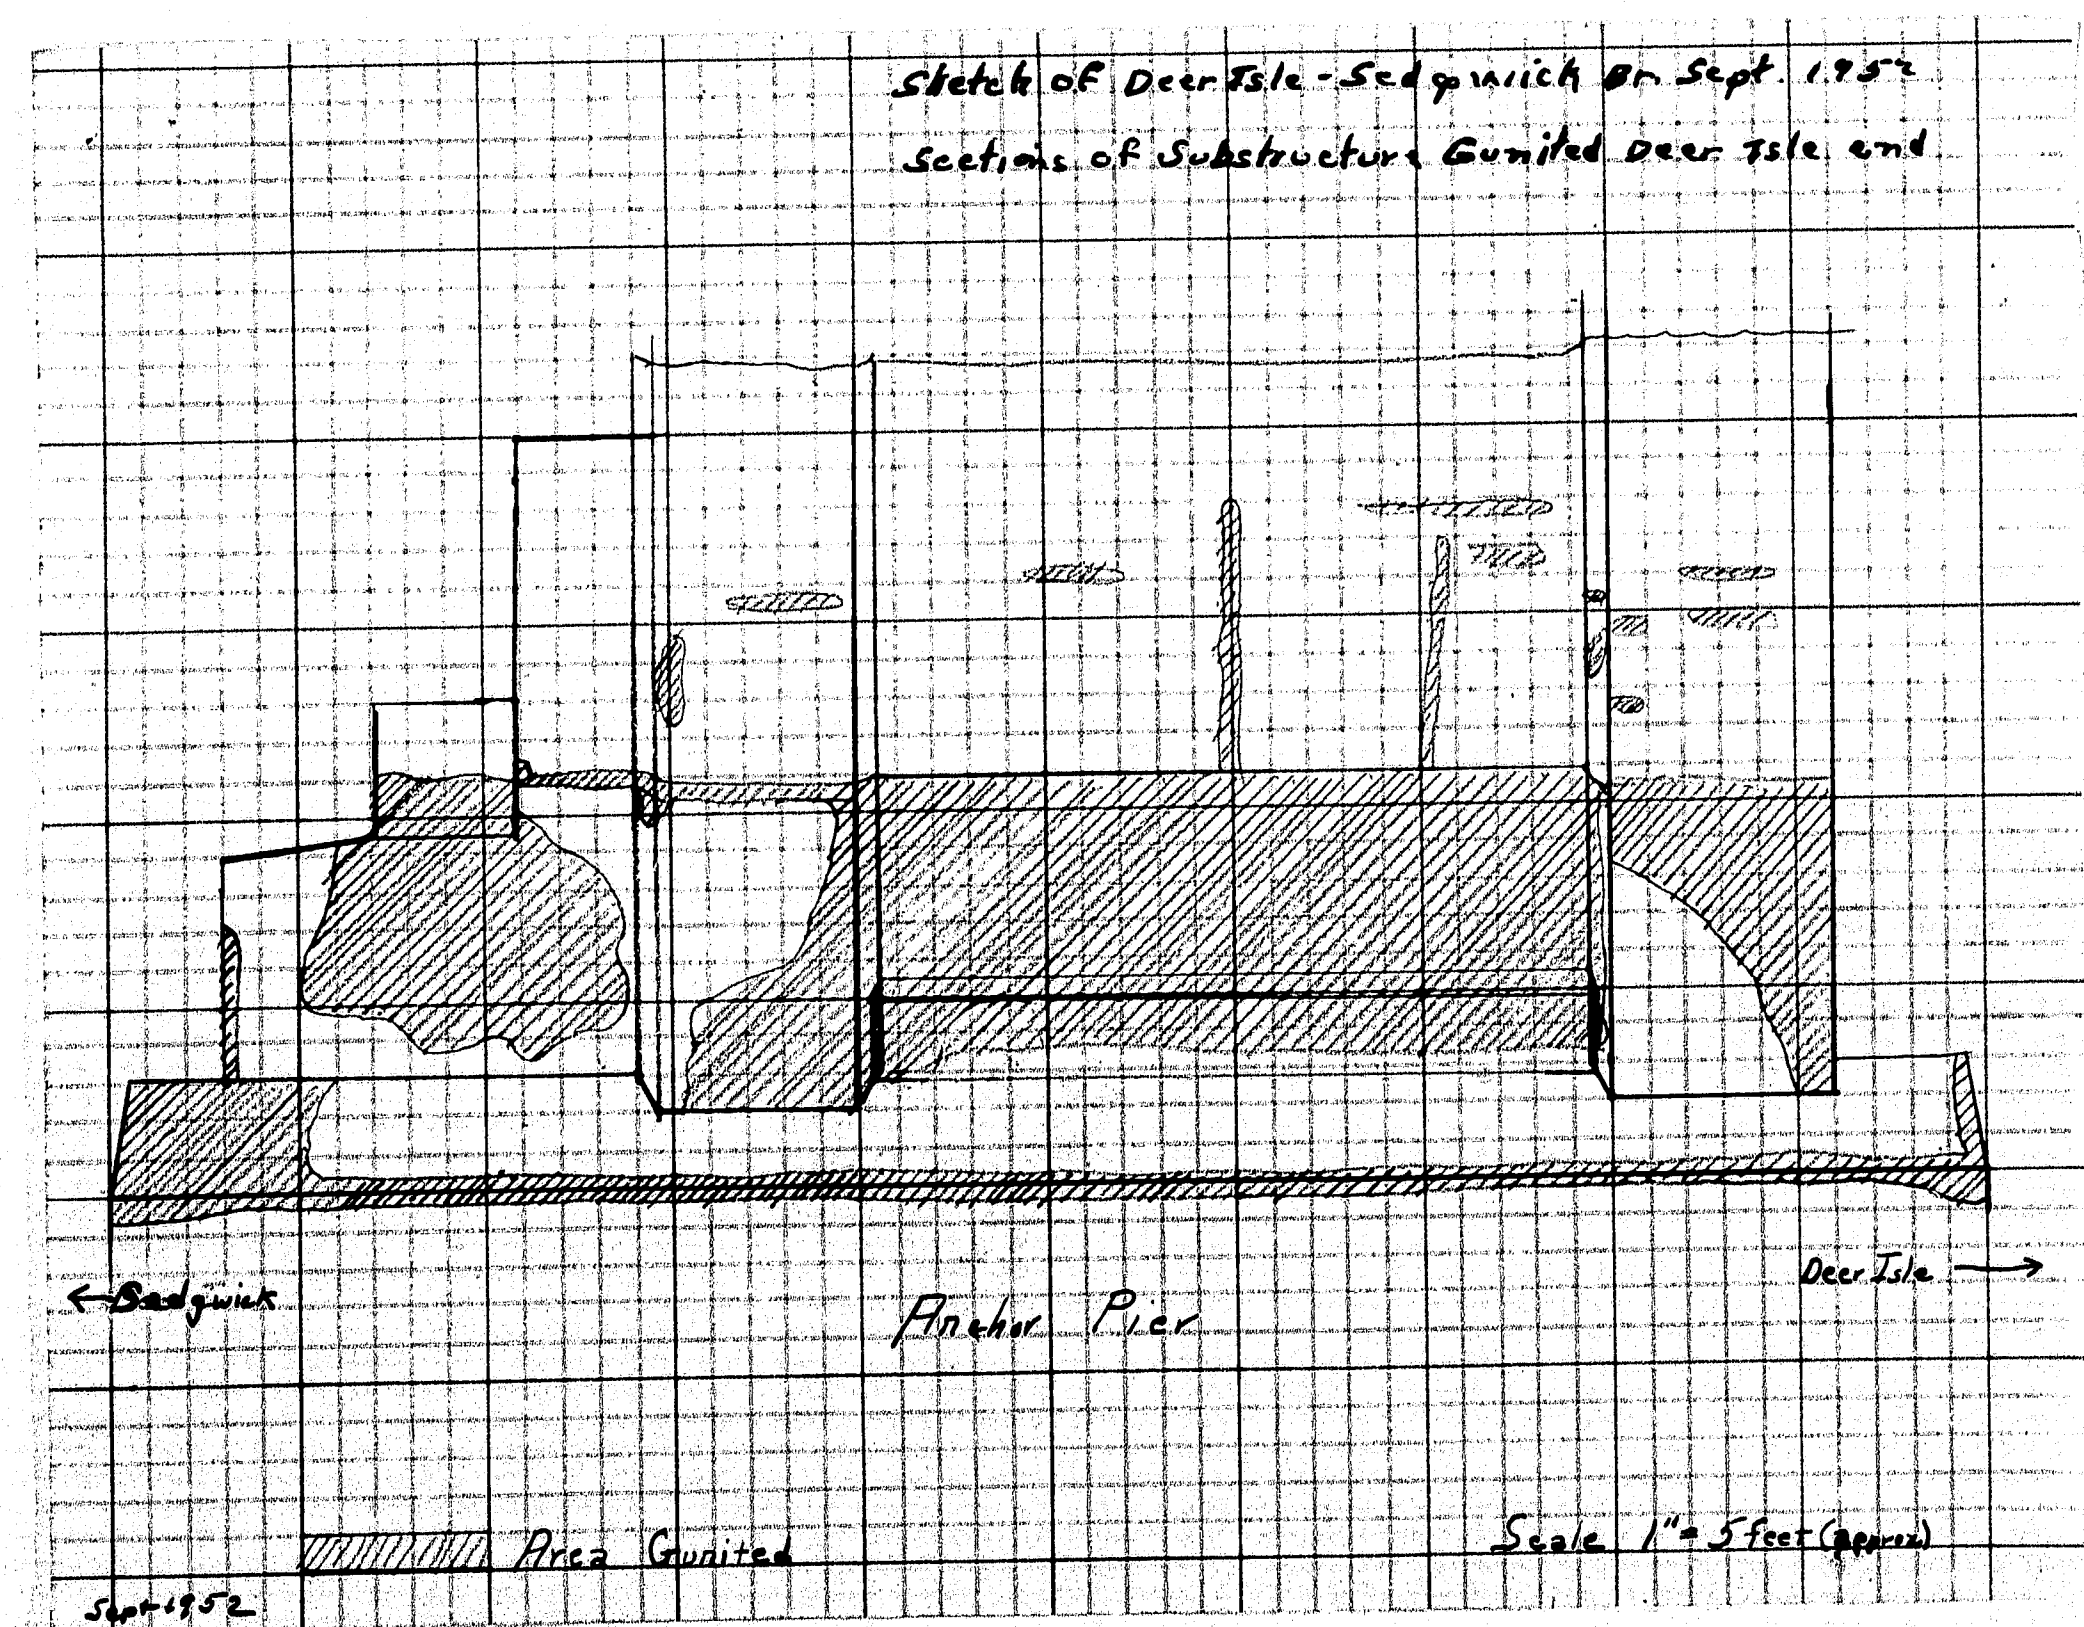 Sketch of Deer Isle - Sedgwick Br. Sept. 1952
Sections of Substructure Gunited Deer Isle end
← Sedgwick
Deer Isle →
Anchor Pier
Area Gunited
Scale 1" = 5 feet (approx)
Sept 1952